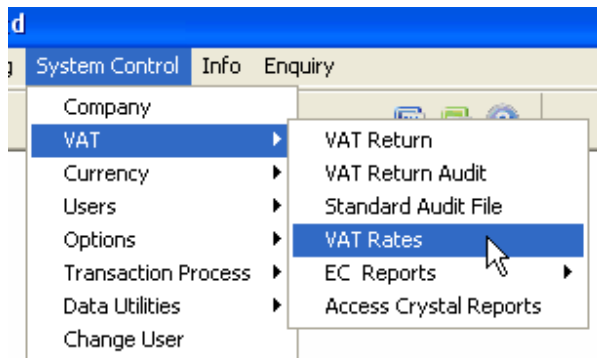 d
g System Control Info Enquiry
Company
VAT
Currency
Users
Options
Transaction Process
Data Utilities
Change User
VAT Return
VAT Return Audit
Standard Audit File
VAT Rates
EC Reports
Access Crystal Reports